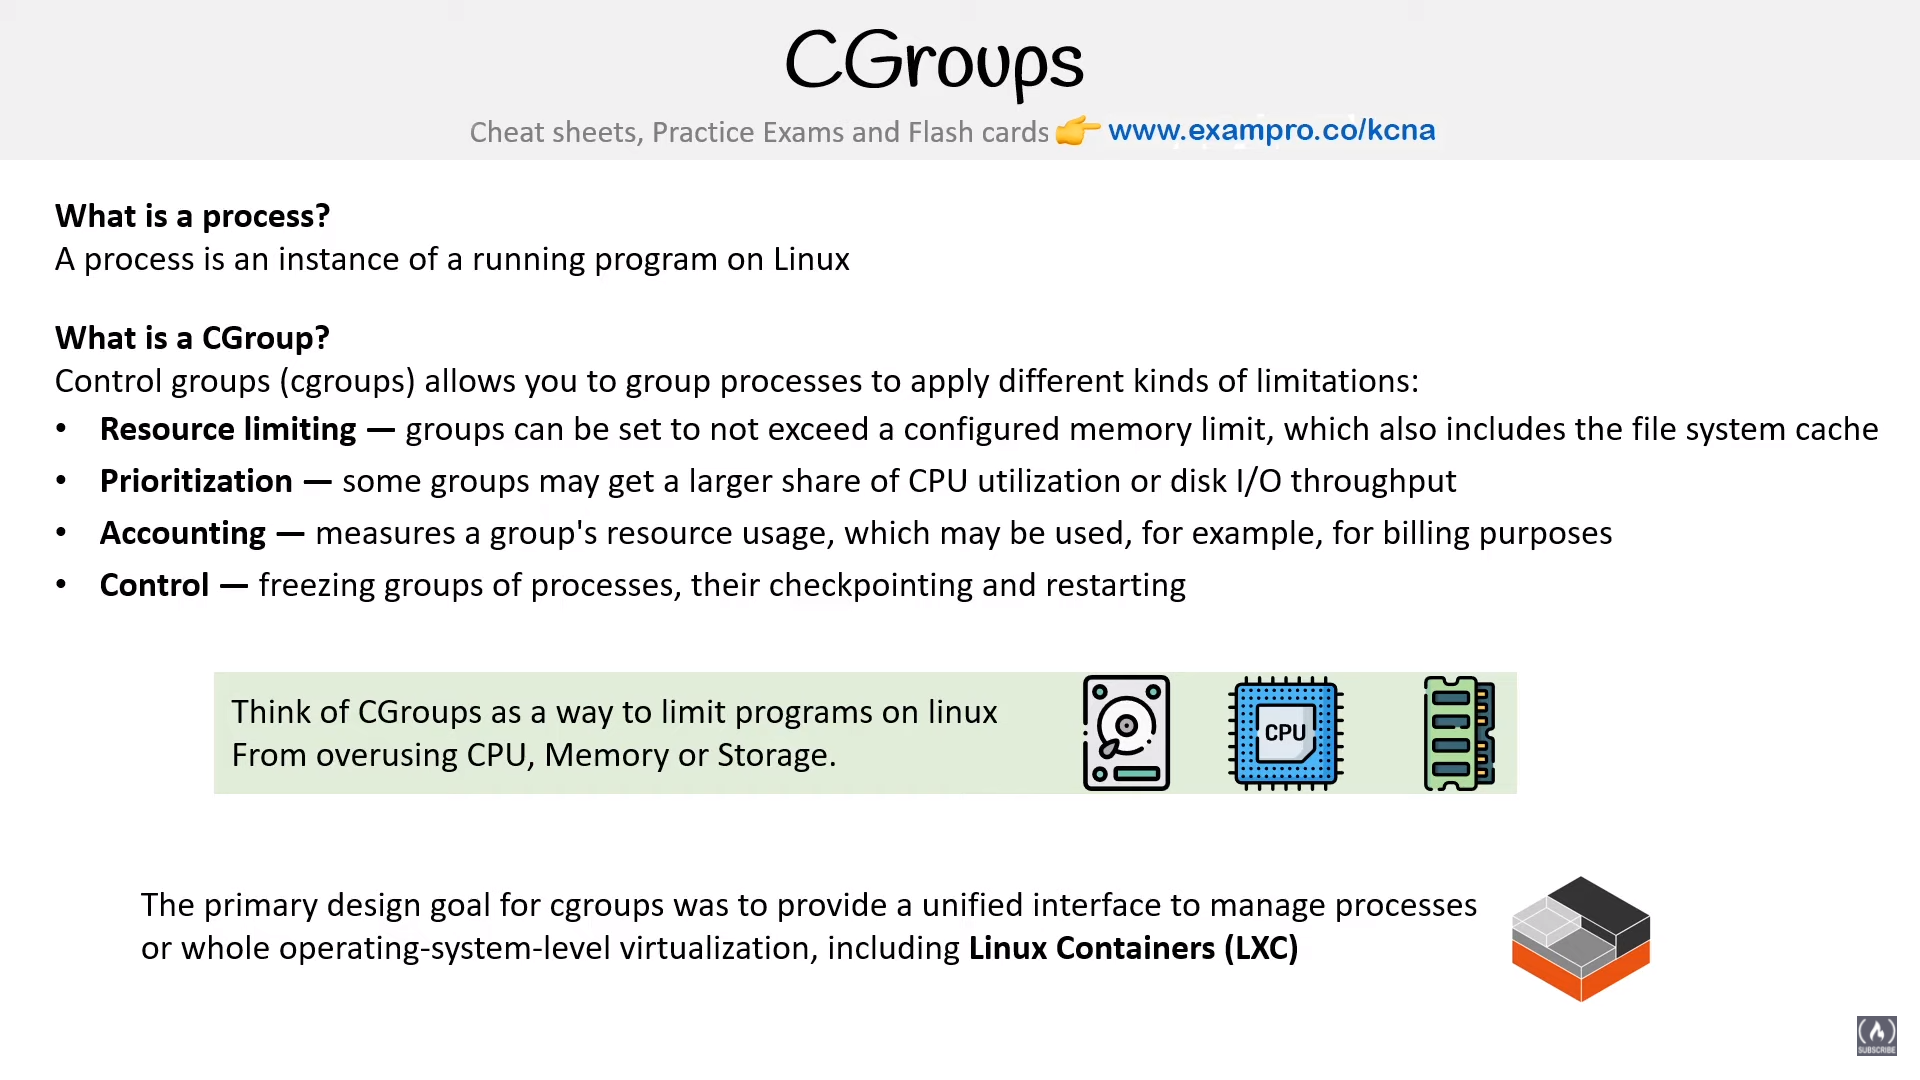 CGroups
Cheat sheets, Practice Exams and Flash cards 👉 www.exampro.co/kcna
What is a process?
A process is an instance of a running program on Linux
What is a CGroup?
Control groups (cgroups) allows you to group processes to apply different kinds of limitations:
• Resource limiting — groups can be set to not exceed a configured memory limit, which also includes the file system cache
• Prioritization — some groups may get a larger share of CPU utilization or disk I/O throughput
• Accounting — measures a group's resource usage, which may be used, for example, for billing purposes
• Control — freezing groups of processes, their checkpointing and restarting
Think of CGroups as a way to limit programs on linux
From overusing CPU, Memory or Storage.
CPU
The primary design goal for cgroups was to provide a unified interface to manage processes
or whole operating-system-level virtualization, including Linux Containers (LXC)
SUBSCRIBE